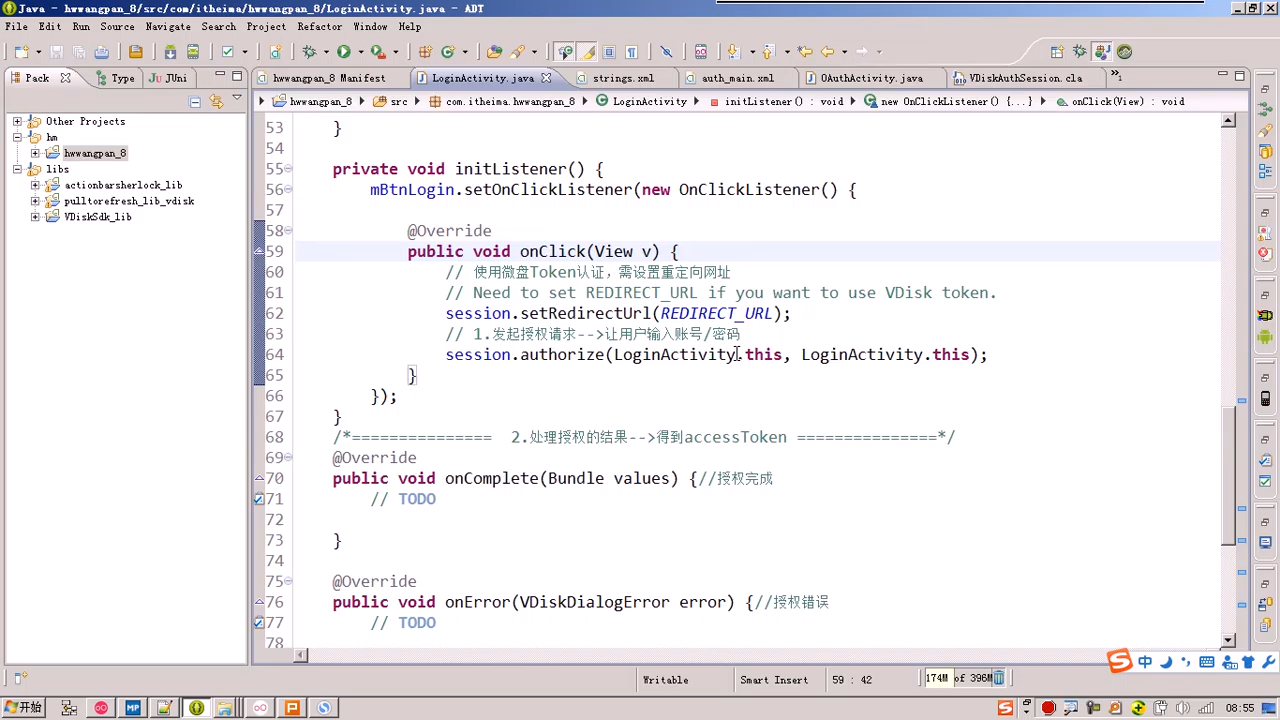 Java - hwwangpan_8/src/com/itheima/hwwangpan_8/LoginActivity.java - ADT
File Edit Run Source Navigate Search Project Refactor Window Help
Pack Type JUni
hwwangpan_8 Manifest LoginActivity.java strings.xml auth_main.xml OAuthActivity.java VDiskAuthSession.cla »1
hwwangpan_8 src com.itheima.hwwangpan_8 LoginActivity initListener() : void new OnClickListener() {...} onClick(View) : void
Other Projects
hm
hwwangpan_8
libs
actionbarsherlock_lib
pulltorefresh_lib_vdisk
VDiskSdk_lib
53 }
54
55 private void initListener() {
56 mBtnLogin.setOnClickListener(new OnClickListener() {
57
58 @Override
59 public void onClick(View v) {
60 // 使用微盘Token认证，需设置重定向网址
61 // Need to set REDIRECT_URL if you want to use VDisk token.
62 session.setRedirectUrl(REDIRECT_URL);
63 // 1.发起授权请求-->让用户输入账号/密码
64 session.authorize(LoginActivity.this, LoginActivity.this);
65 }
66 });
67 }
68 /*=============== 2.处理授权的结果-->得到accessToken ===============*/
69 @Override
70 public void onComplete(Bundle values) {//授权完成
71 // TODO
72
73 }
74
75 @Override
76 public void onError(VDiskDialogError error) {//授权错误
77 // TODO
78
Writable Smart Insert 59 : 42 174M of 396M
中
开始 MP 08:55